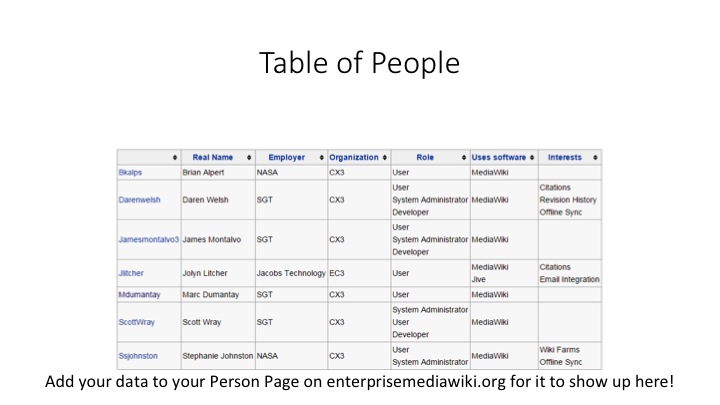 Table of People
Real Name Employer Organization Role Uses software Interests
Bkalps Brian Alpert NASA CX3 User MediaWiki
Darenwelsh Daren Welsh SGT CX3 User System Administrator Developer MediaWiki Citations Revision History Offline Sync
Jamesmontalvo3 James Montalvo SGT CX3 User System Administrator Developer MediaWiki
Jlitcher Jolyn Litcher Jacobs Technology EC3 User MediaWiki Jive Citations Email Integration
Mdumantay Marc Dumantay SGT CX3 User MediaWiki
ScottWray Scott Wray SGT CX3 System Administrator User Developer MediaWiki
Ssjohnston Stephanie Johnston NASA CX3 User System Administrator MediaWiki Wiki Farms Offline Sync
Add your data to your Person Page on enterprisemediawiki.org for it to show up here!